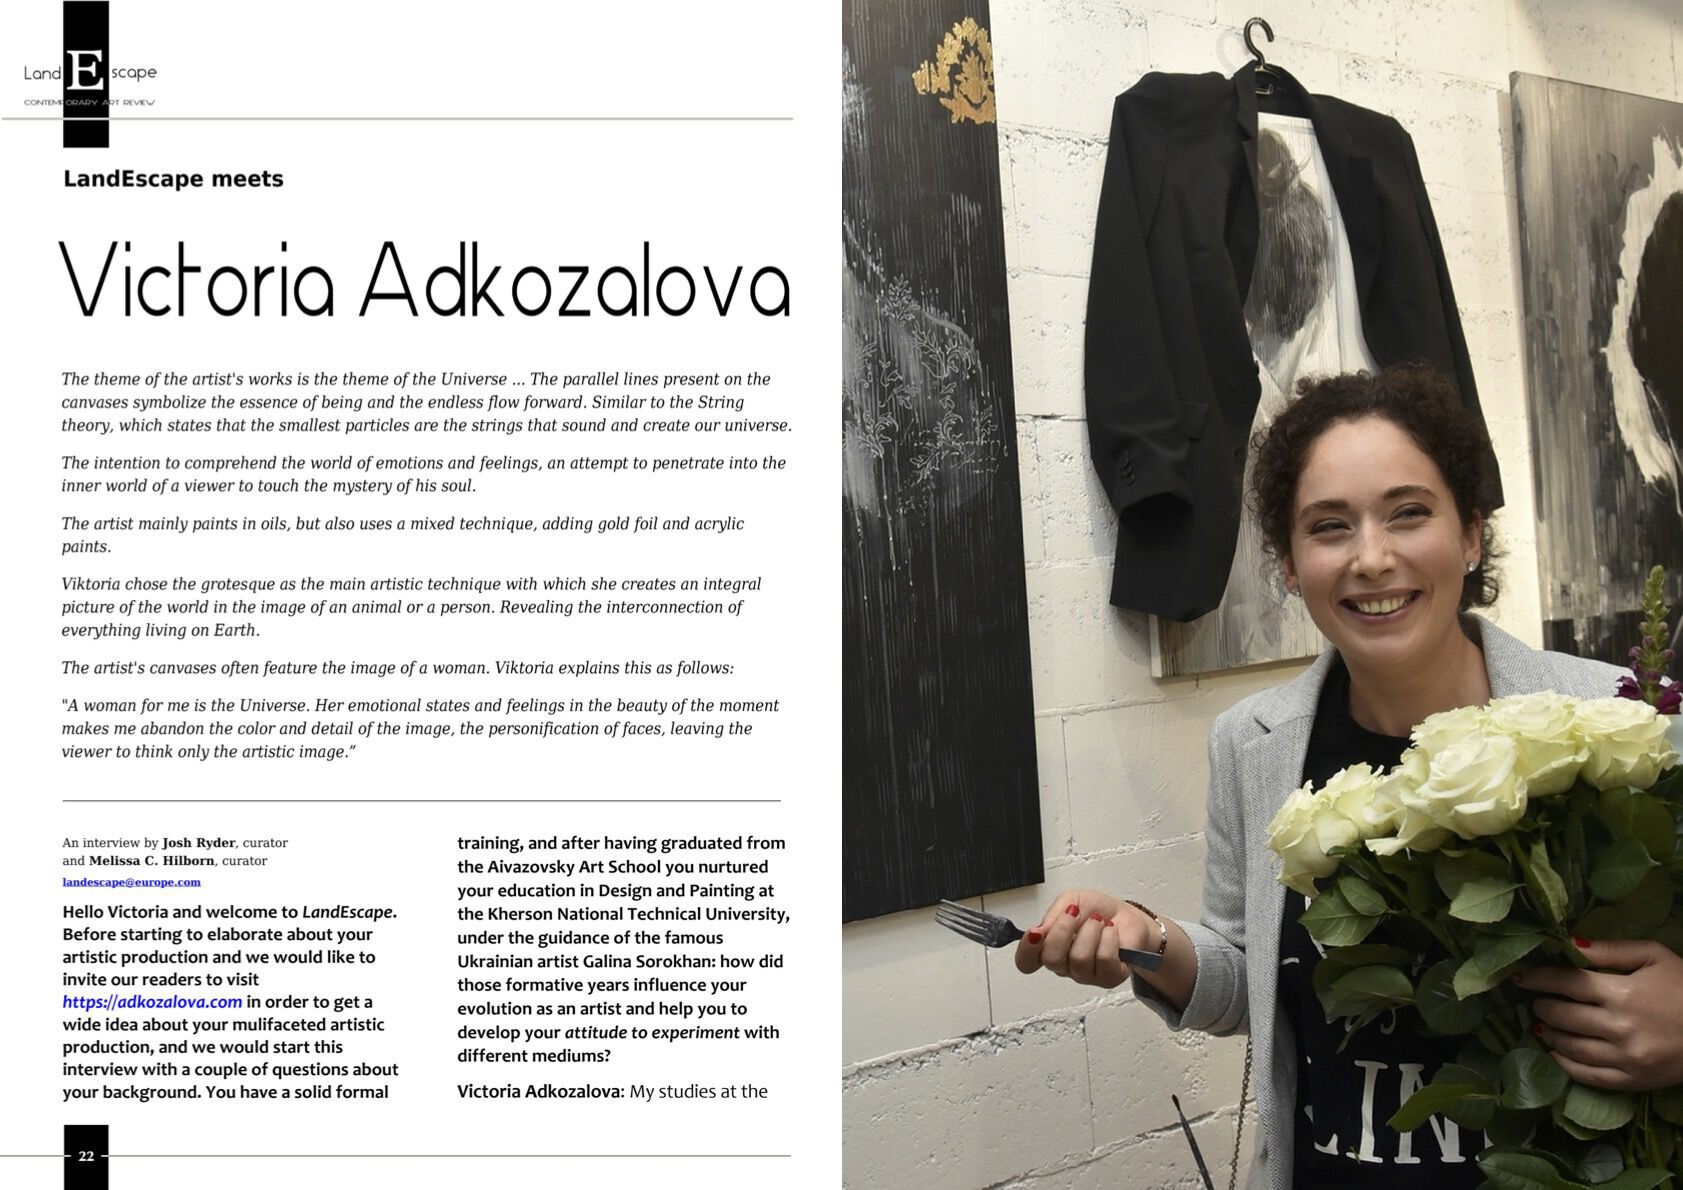 LandEscape
CONTEMPORARY ART REVIEW
LandEscape meets
Victoria Adkozalova
The theme of the artist's works is the theme of the Universe ... The parallel lines present on the
canvases symbolize the essence of being and the endless flow forward. Similar to the String
theory, which states that the smallest particles are the strings that sound and create our universe.
The intention to comprehend the world of emotions and feelings, an attempt to penetrate into the
inner world of a viewer to touch the mystery of his soul.
The artist mainly paints in oils, but also uses a mixed technique, adding gold foil and acrylic
paints.
Viktoria chose the grotesque as the main artistic technique with which she creates an integral
picture of the world in the image of an animal or a person. Revealing the interconnection of
everything living on Earth.
The artist's canvases often feature the image of a woman. Viktoria explains this as follows:
"A woman for me is the Universe. Her emotional states and feelings in the beauty of the moment
makes me abandon the color and detail of the image, the personification of faces, leaving the
viewer to think only the artistic image.”
An interview by Josh Ryder, curator
and Melissa C. Hilborn, curator
landescape@europe.com
Hello Victoria and welcome to LandEscape.
Before starting to elaborate about your
artistic production and we would like to
invite our readers to visit
https://adkozalova.com in order to get a
wide idea about your mulifaceted artistic
production, and we would start this
interview with a couple of questions about
your background. You have a solid formal
training, and after having graduated from
the Aivazovsky Art School you nurtured
your education in Design and Painting at
the Kherson National Technical University,
under the guidance of the famous
Ukrainian artist Galina Sorokhan: how did
those formative years influence your
evolution as an artist and help you to
develop your attitude to experiment with
different mediums?
Victoria Adkozalova: My studies at the
22